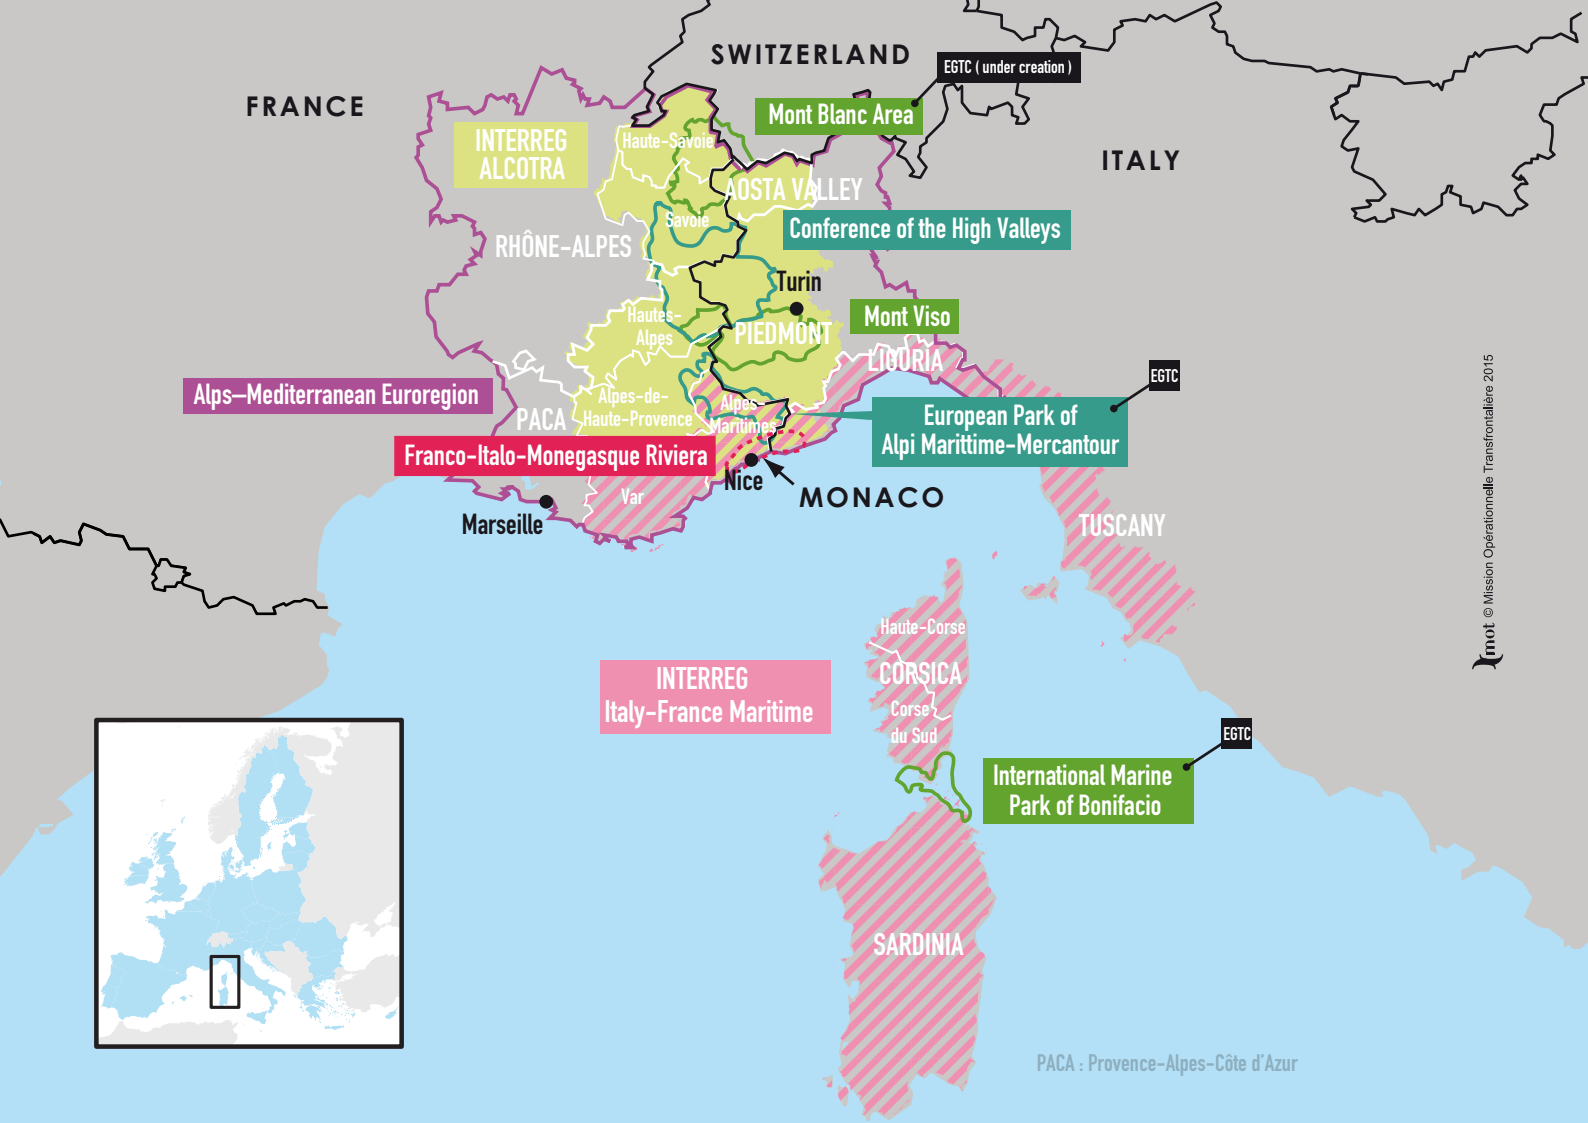 SWITZERLAND
EGTC ( under creation )
FRANCE
Mont Blanc Area
INTERREG
ALCOTRA
Haute-Savoie
ITALY
AOSTA VALLEY
Savoie
Conference of the High Valleys
RHÔNE-ALPES
Turin
Hautes-
Alpes
Mont Viso
PIEDMONT
LIGURIA
EGTC
Alps–Mediterranean Euroregion
Alpes-de-
Haute-Provence
PACA
Alpes-
Maritimes
European Park of
Alpi Marittime-Mercantour
Franco-Italo-Monegasque Riviera
Nice
MONACO
Var
Marseille
TUSCANY
mot © Mission Opérationnelle Transfrontalière 2015
Haute-Corse
CORSICA
Corse
du Sud
INTERREG
Italy-France Maritime
EGTC
International Marine
Park of Bonifacio
SARDINIA
PACA : Provence-Alpes-Côte d'Azur